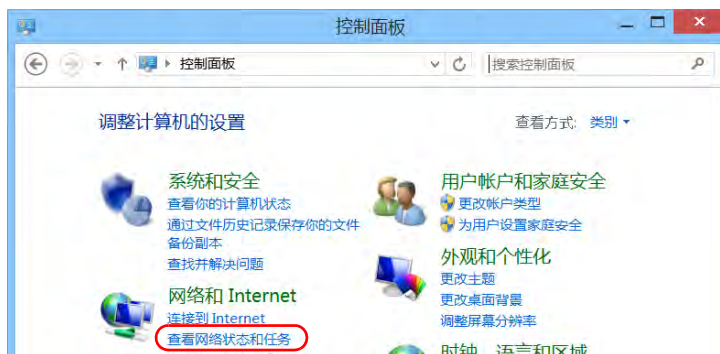 控制面板
控制面板
搜索控制面板
调整计算机的设置
查看方式: 类别
系统和安全
查看你的计算机状态
通过文件历史记录保存你的文件
备份副本
查找并解决问题
网络和 Internet
连接到 Internet
查看网络状态和任务
用户帐户和家庭安全
更改帐户类型
为用户设置家庭安全
外观和个性化
更改主题
更改桌面背景
调整屏幕分辨率
时钟、语言和区域